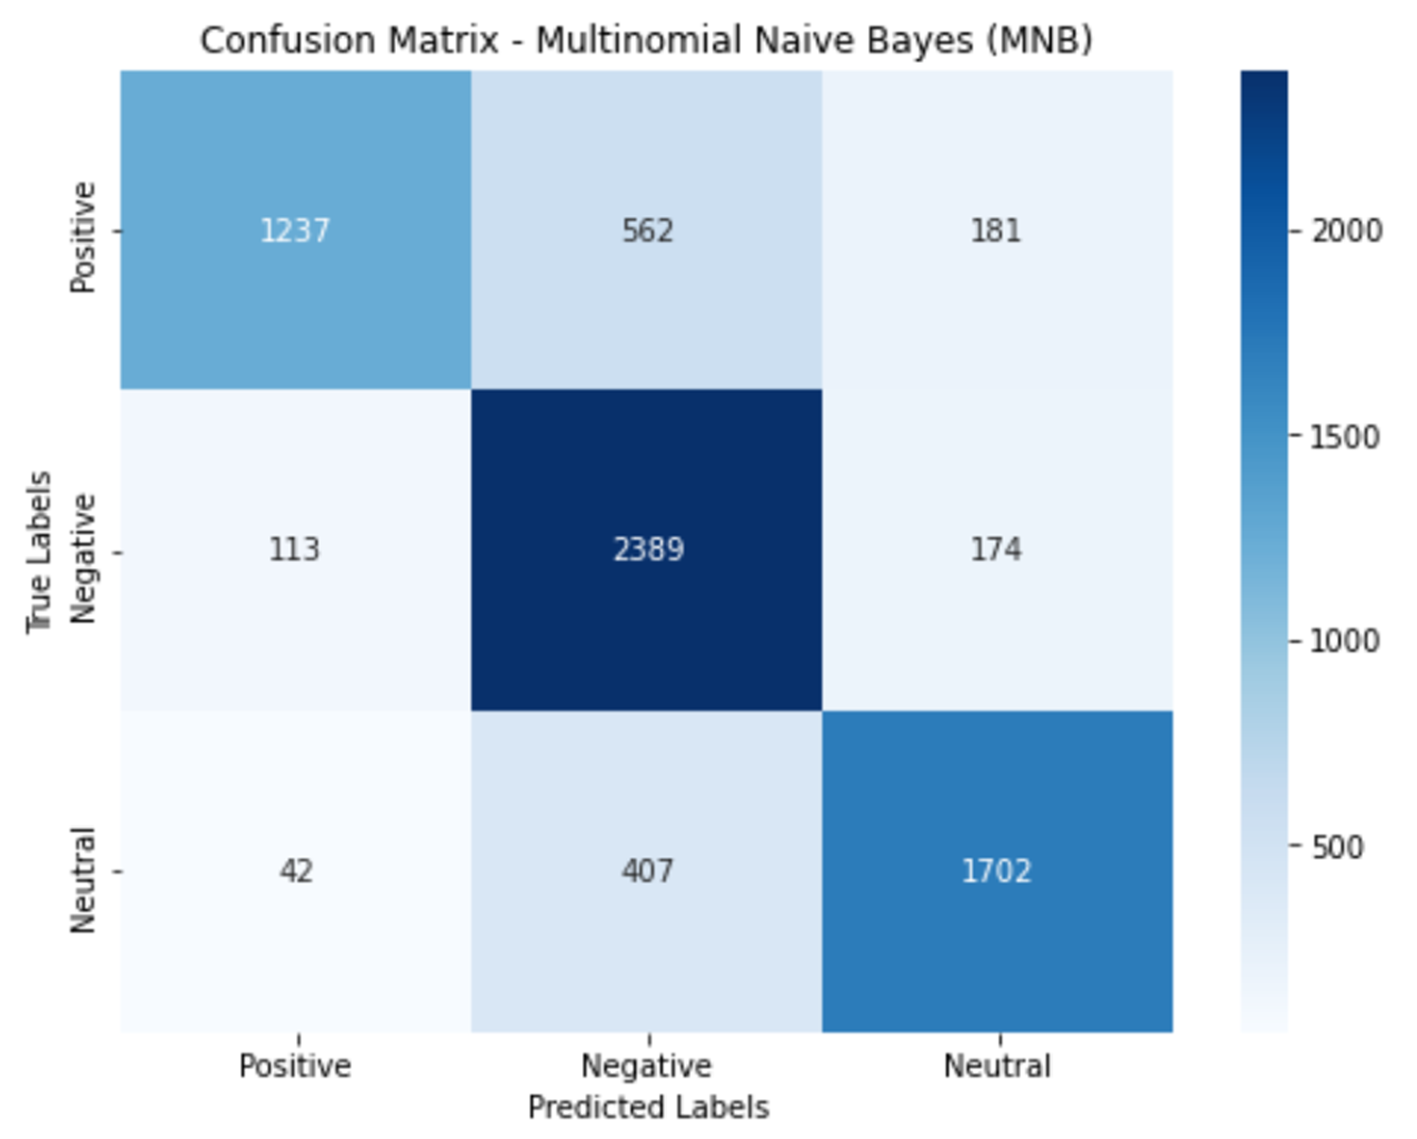 Confusion Matrix - Multinomial Naive Bayes (MNB)
True Labels
Positive
1237 562 181
Negative
113 2389 174
Neutral
42 407 1702
Positive Negative Neutral
Predicted Labels
2000
1500
1000
500